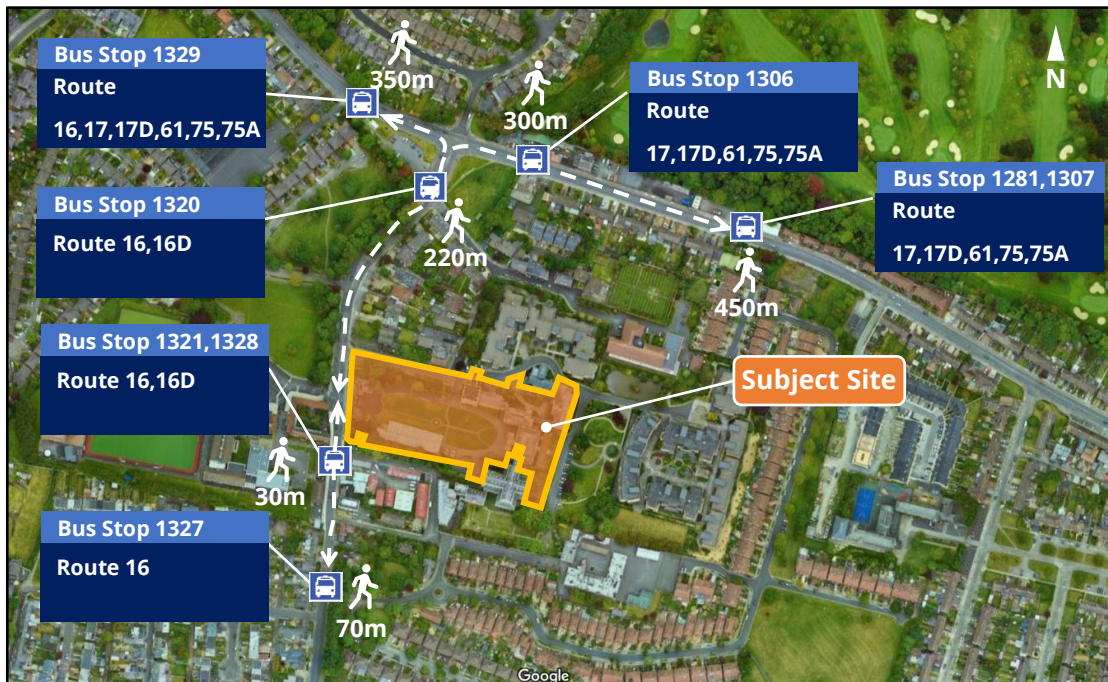 Bus Stop 1329
Route
16,17,17D,61,75,75A
350m
300m
Bus Stop 1306
Route
17,17D,61,75,75A
N
Bus Stop 1281,1307
Route
17,17D,61,75,75A
Bus Stop 1320
Route 16,16D
220m
450m
Bus Stop 1321,1328
Route 16,16D
Subject Site
30m
Bus Stop 1327
Route 16
70m
Google